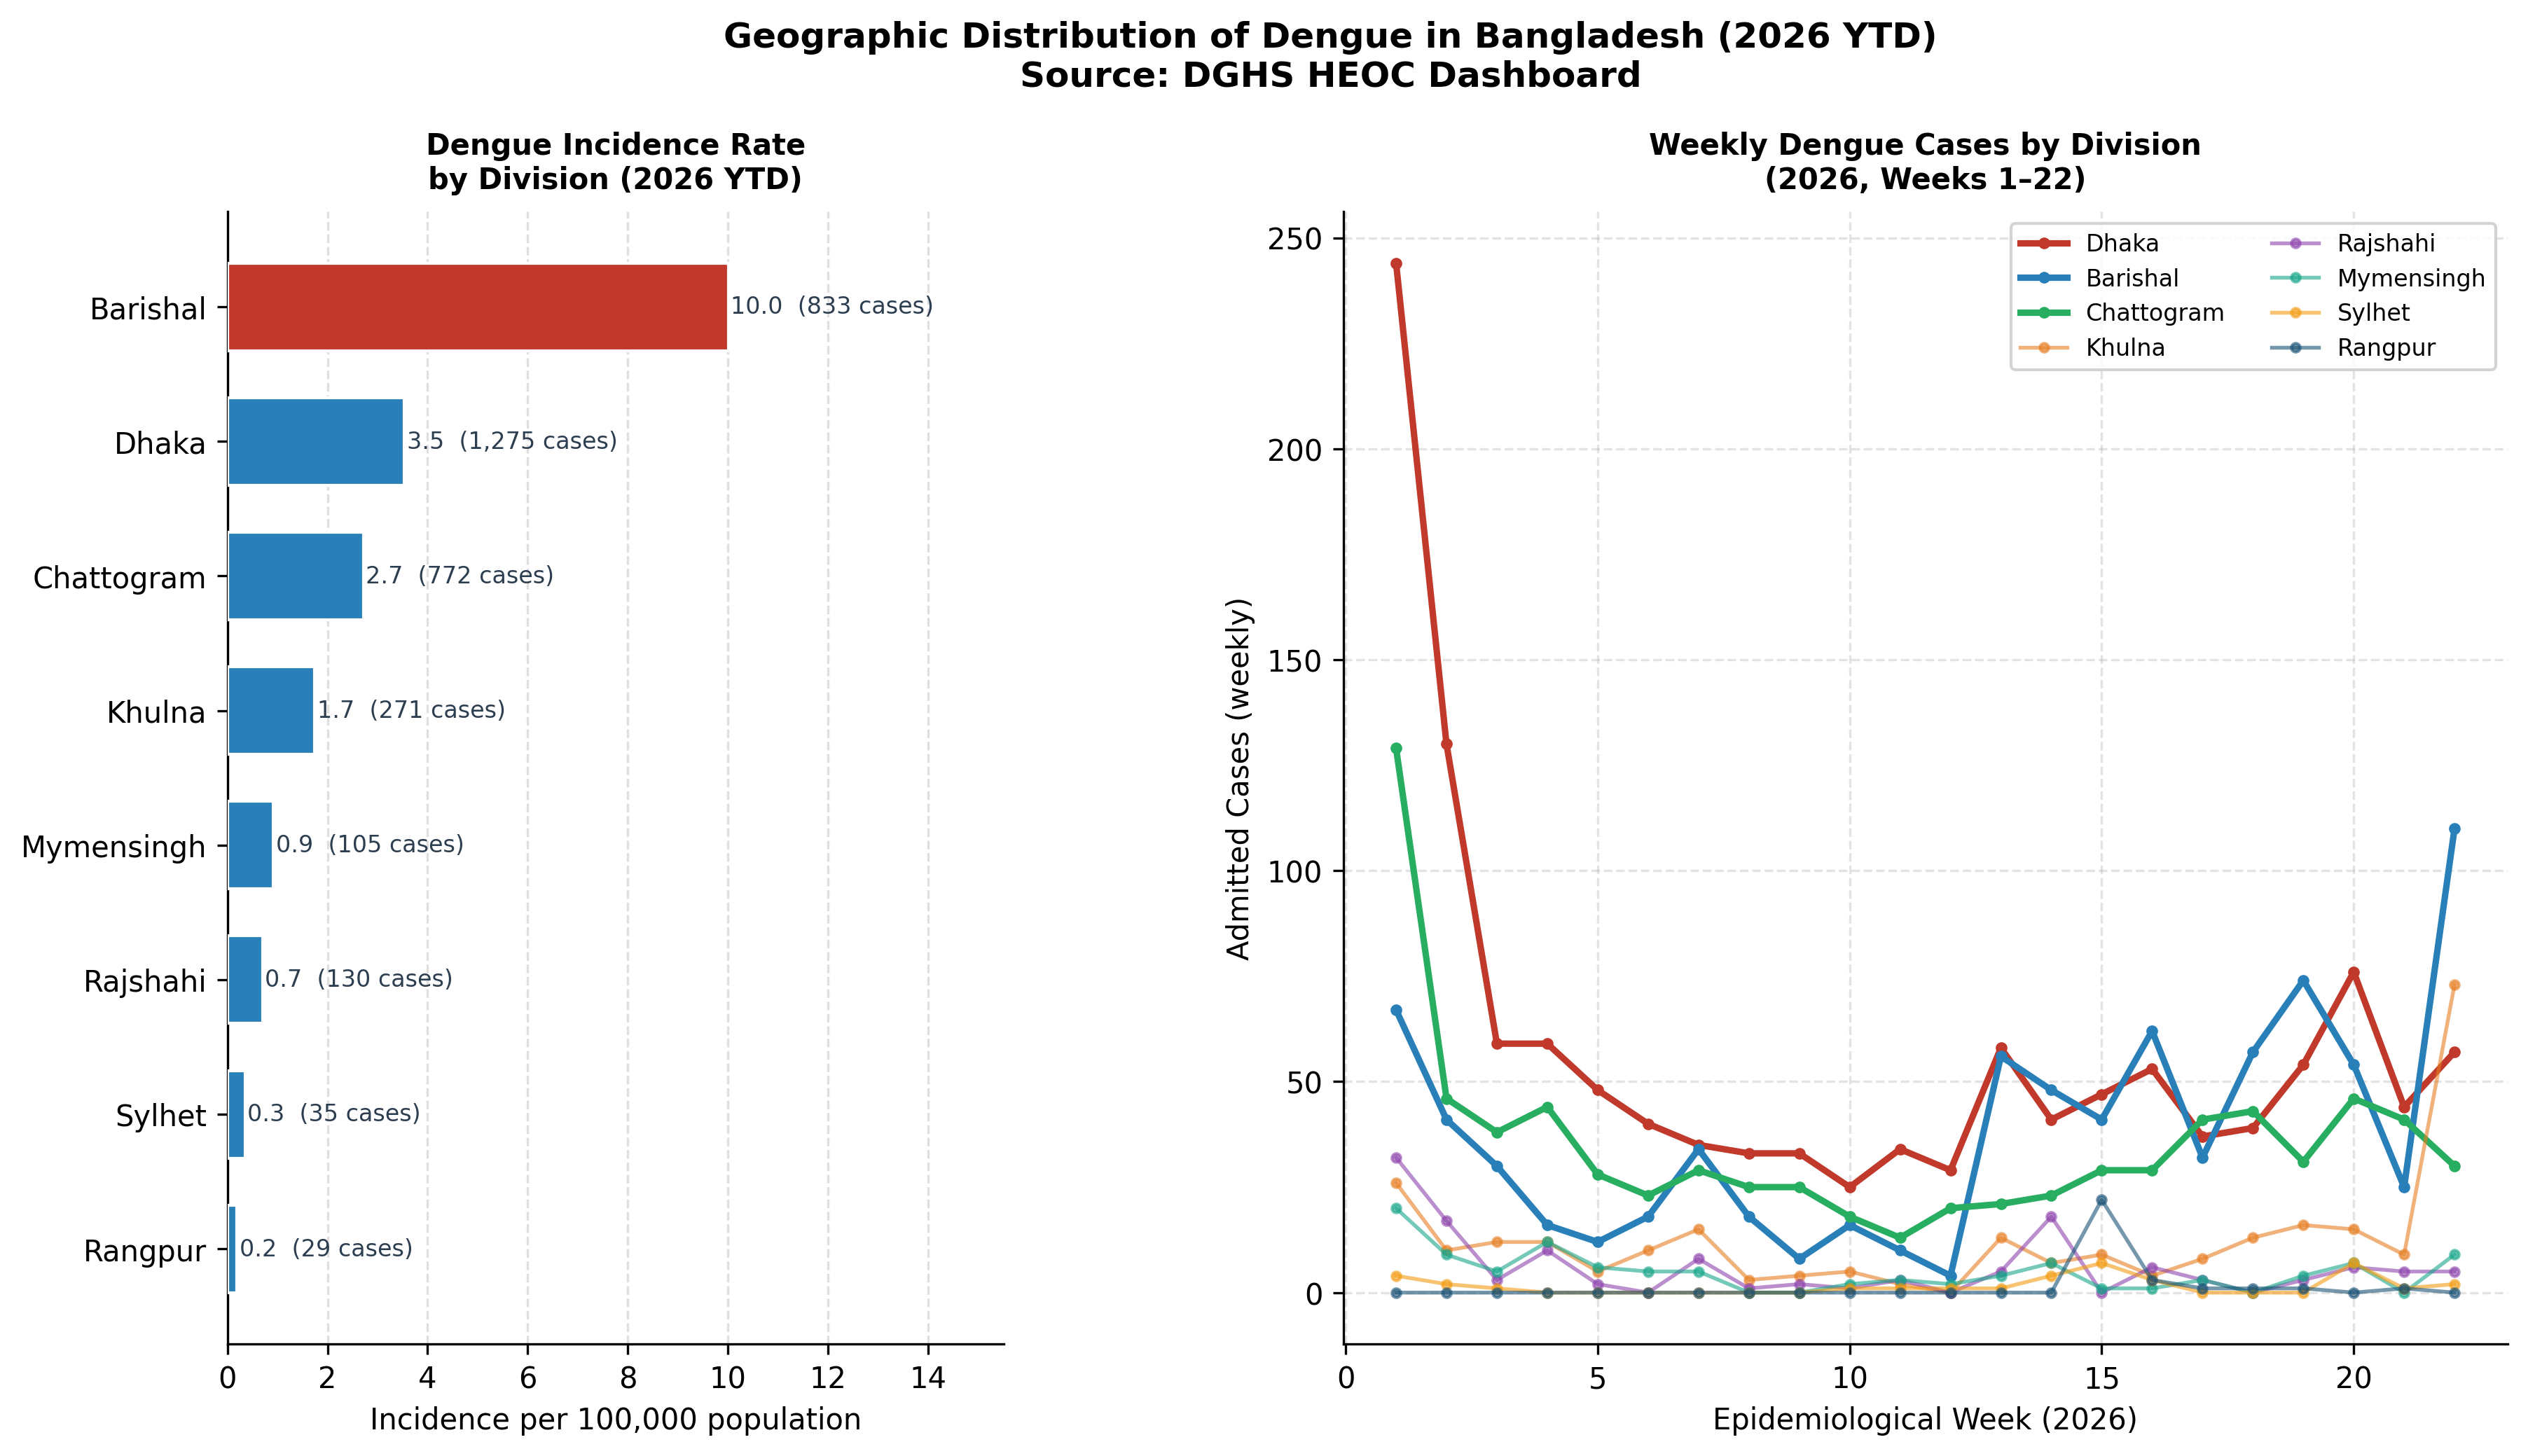 Geographic Distribution of Dengue in Bangladesh (2026 YTD)
Source: DGHS HEOC Dashboard
Dengue Incidence Rate
by Division (2026 YTD)
Barishal
10.0  (833 cases)
Dhaka
3.5  (1,275 cases)
Chattogram
2.7  (772 cases)
Khulna
1.7  (271 cases)
Mymensingh
0.9  (105 cases)
Rajshahi
0.7  (130 cases)
Sylhet
0.3  (35 cases)
Rangpur
0.2  (29 cases)
0 2 4 6 8 10 12 14
Incidence per 100,000 population
Weekly Dengue Cases by Division
(2026, Weeks 1–22)
Dhaka
Barishal
Chattogram
Khulna
Rajshahi
Mymensingh
Sylhet
Rangpur
250
200
150
100
50
0
Admitted Cases (weekly)
0 5 10 15 20
Epidemiological Week (2026)